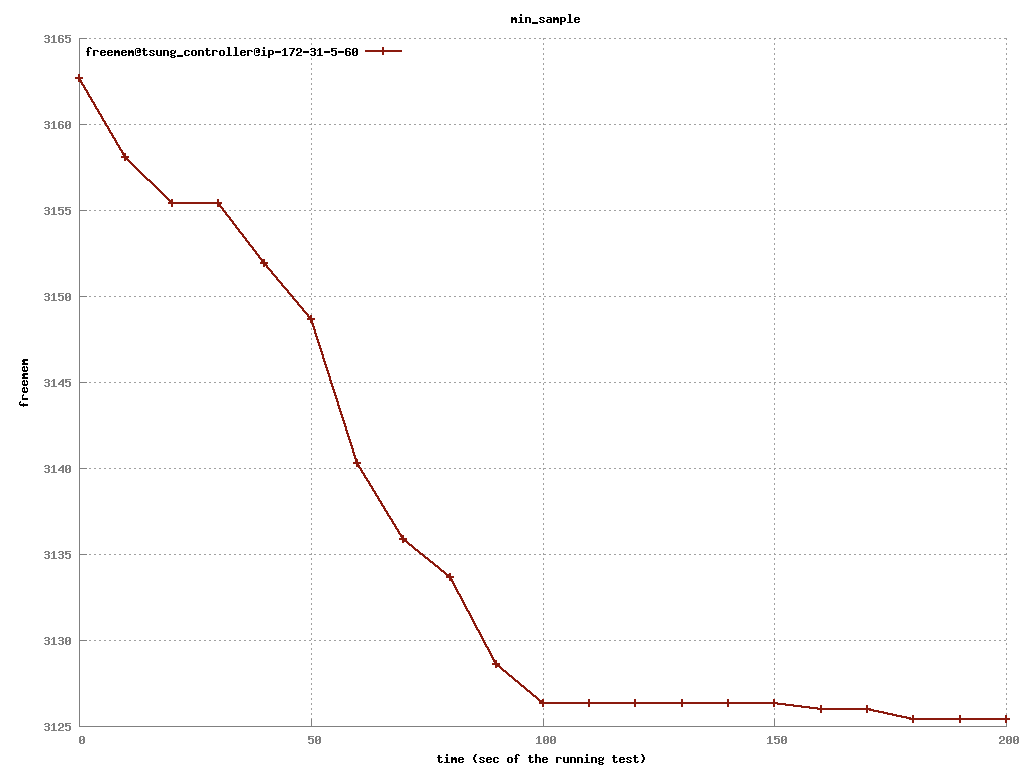 min_sample
freemem@tsung_controller@ip-172-31-5-60
3165
3160
3155
3150
3145
3140
3135
3130
3125
freemem
0 50 100 150 200
time (sec of the running test)